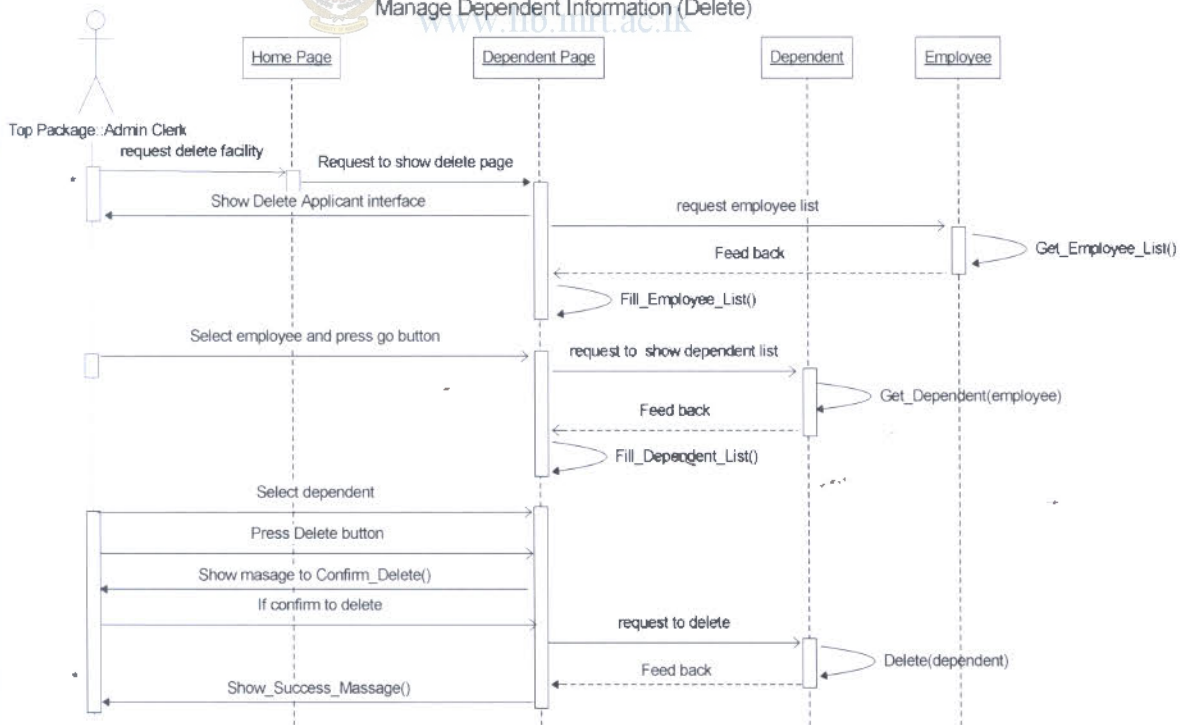 Manage Dependent Information (Delete)
www.lib.mrt.ac.lk
Home Page
Dependent Page
Dependent
Employee
Top Package::Admin Clerk
request delete facility
Request to show delete page
Show Delete Applicant interface
request employee list
Get_Employee_List()
Feed back
Fill_Employee_List()
Select employee and press go button
request to show dependent list
Get_Dependent(employee)
Feed back
Fill_Dependent_List()
Select dependent
Press Delete button
Show masage to Confirm_Delete()
If confirm to delete
request to delete
Delete(dependent)
Feed back
Show_Success_Massage()